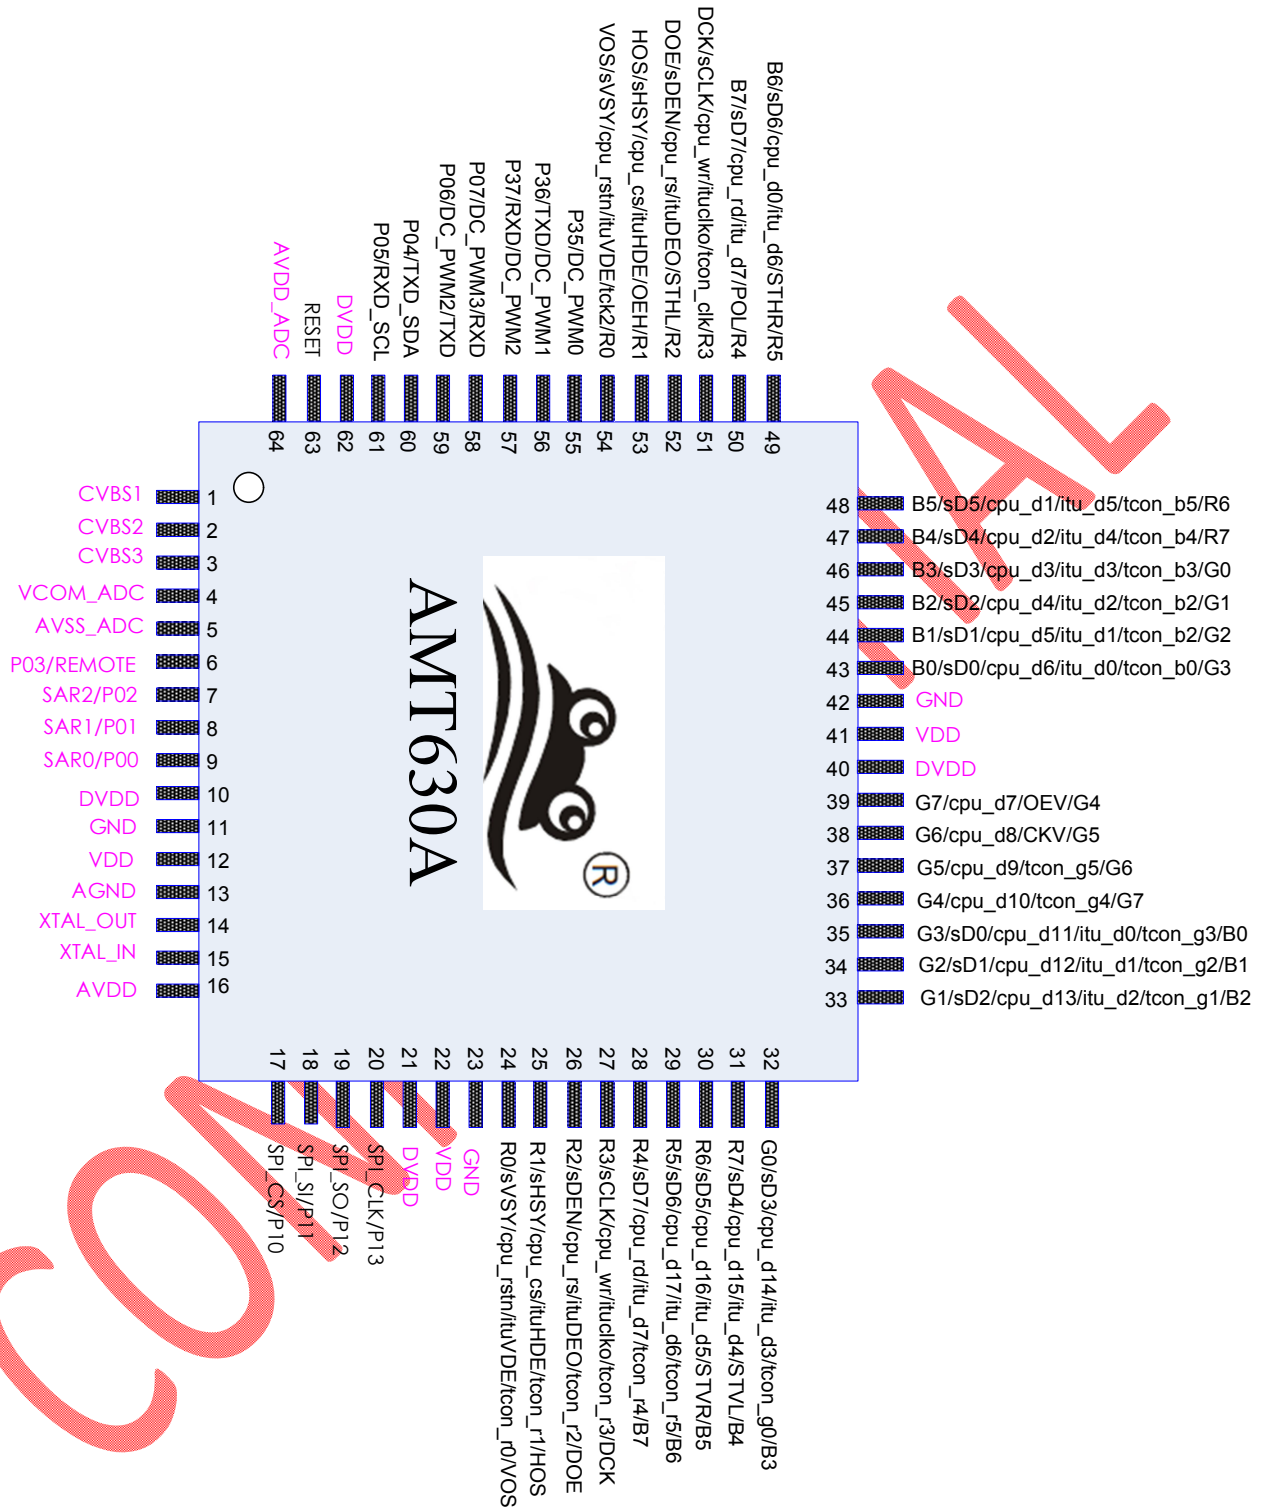 AVDD_ADC
RESET
DVDD
P05/RXD_SCL
P04/TXD_SDA
P06/DC_PWM2/TXD
P07/DC_PWM3/RXD
P37/RXD/DC_PWM2
P36/TXD/DC_PWM1
P35/DC_PWM0
VOS/sVSY/cpu_rstn/ituVDE/tck2/R0
HOS/sHSY/cpu_cs/ituHDE/OEH/R1
DOE/sDEN/cpu_rs/ituDEO/STHL/R2
DCK/sCLK/cpu_wr/ituclko/tcon_clk/R3
B7/sD7/cpu_rd/itu_d7/POL/R4
B6/sD6/cpu_d0/itu_d6/STHR/R5
64 63 62 61 60 59 58 57 56 55 54 53 52 51 50 49
CVBS1 1
CVBS2 2
CVBS3 3
VCOM_ADC 4
AVSS_ADC 5
P03/REMOTE 6
SAR2/P02 7
SAR1/P01 8
SAR0/P00 9
DVDD 10
GND 11
VDD 12
AGND 13
XTAL_OUT 14
XTAL_IN 15
AVDD 16
AMT630A
®
48 B5/sD5/cpu_d1/itu_d5/tcon_b5/R6
47 B4/sD4/cpu_d2/itu_d4/tcon_b4/R7
46 B3/sD3/cpu_d3/itu_d3/tcon_b3/G0
45 B2/sD2/cpu_d4/itu_d2/tcon_b2/G1
44 B1/sD1/cpu_d5/itu_d1/tcon_b2/G2
43 B0/sD0/cpu_d6/itu_d0/tcon_b0/G3
42 GND
41 VDD
40 DVDD
39 G7/cpu_d7/OEV/G4
38 G6/cpu_d8/CKV/G5
37 G5/cpu_d9/tcon_g5/G6
36 G4/cpu_d10/tcon_g4/G7
35 G3/sD0/cpu_d11/itu_d0/tcon_g3/B0
34 G2/sD1/cpu_d12/itu_d1/tcon_g2/B1
33 G1/sD2/cpu_d13/itu_d2/tcon_g1/B2
17 18 19 20 21 22 23 24 25 26 27 28 29 30 31 32
SPI_CS/P10
SPI_SI/P11
SPI_SO/P12
SPI_CLK/P13
DVDD
VDD
GND
R0/sVSY/cpu_rstn/ituVDE/tcon_r0/VOS
R1/sHSY/cpu_cs/ituHDE/tcon_r1/HOS
R2/sDEN/cpu_rs/ituDEO/tcon_r2/DOE
R3/sCLK/cpu_wr/ituclko/tcon_r3/DCK
R4/sD7/cpu_rd/itu_d7/tcon_r4/B7
R5/sD6/cpu_d17/itu_d6/tcon_r5/B6
R6/sD5/cpu_d16/itu_d5/STVR/B5
R7/sD4/cpu_d15/itu_d4/STVL/B4
G0/sD3/cpu_d14/itu_d3/tcon_g0/B3